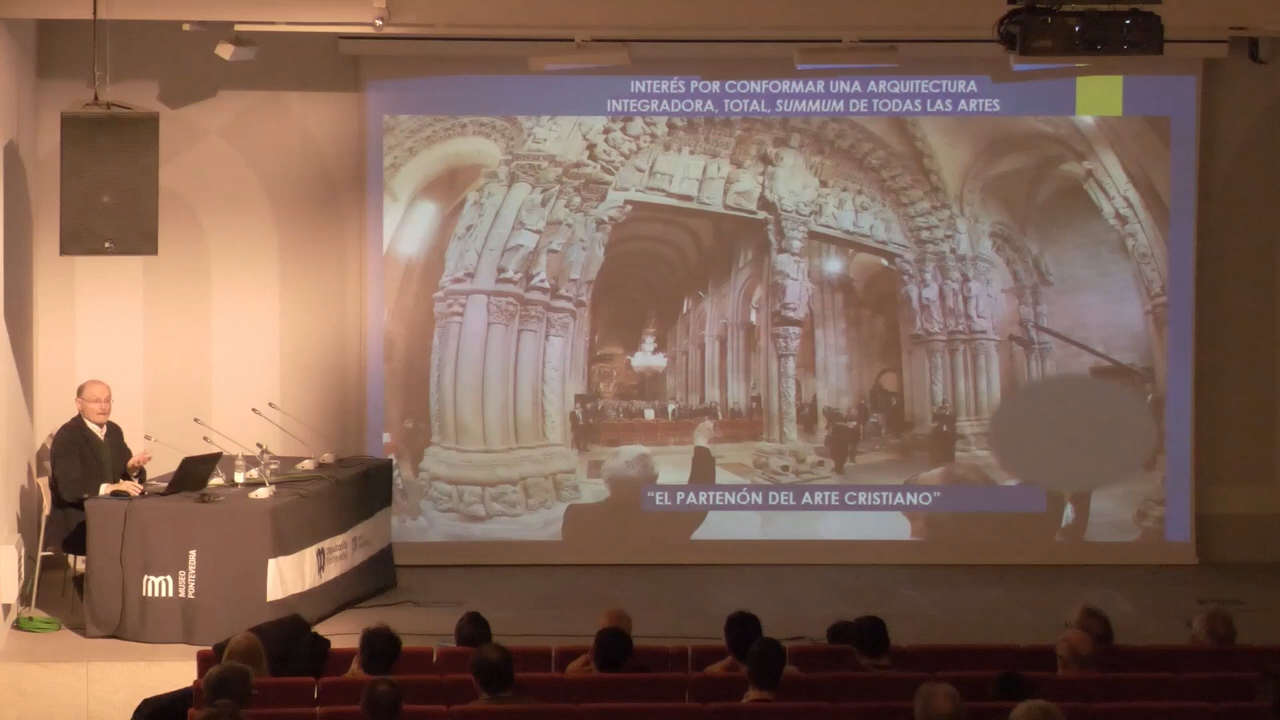 INTERÉS POR CONFORMAR UNA ARQUITECTURA
INTEGRADORA, TOTAL, SUMMUM DE TODAS LAS ARTES
“EL PARTENÓN DEL ARTE CRISTIANO”
MUSEO
PONTEVEDRA